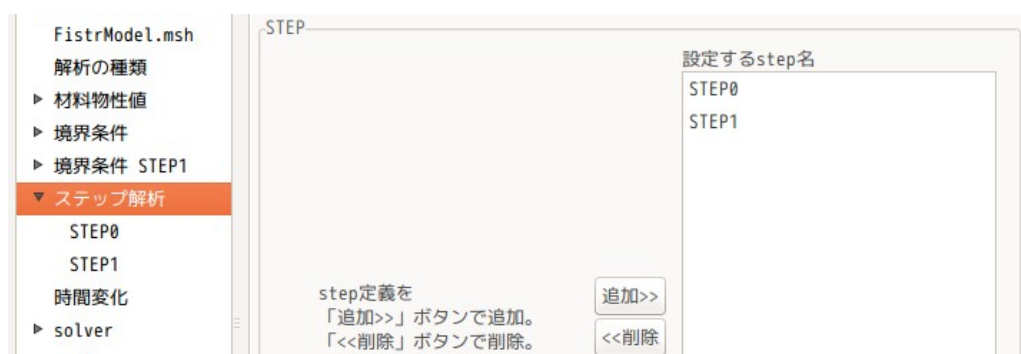 FistrModel.msh
解析の種類
材料物性値
境界条件
境界条件 STEP1
ステップ解析
STEP0
STEP1
時間変化
solver
STEP
設定するstep名
STEP0
STEP1
step定義を
「追加>>」ボタンで追加。
「<<削除」ボタンで削除。
追加>>
<<削除